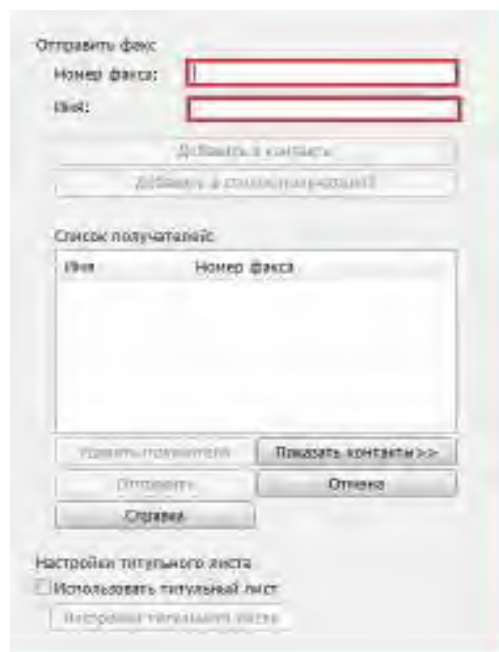 Отправить факс
Номер факса:
Имя:
Добавить в контакты
Добавить в список получателей
Список получателей:
Имя Номер факса
Удалить получателя Показать контакты>>
Отправить Отмена
Справка
Настройки титульного листа
Использовать титульный лист
Настройки титульного листа